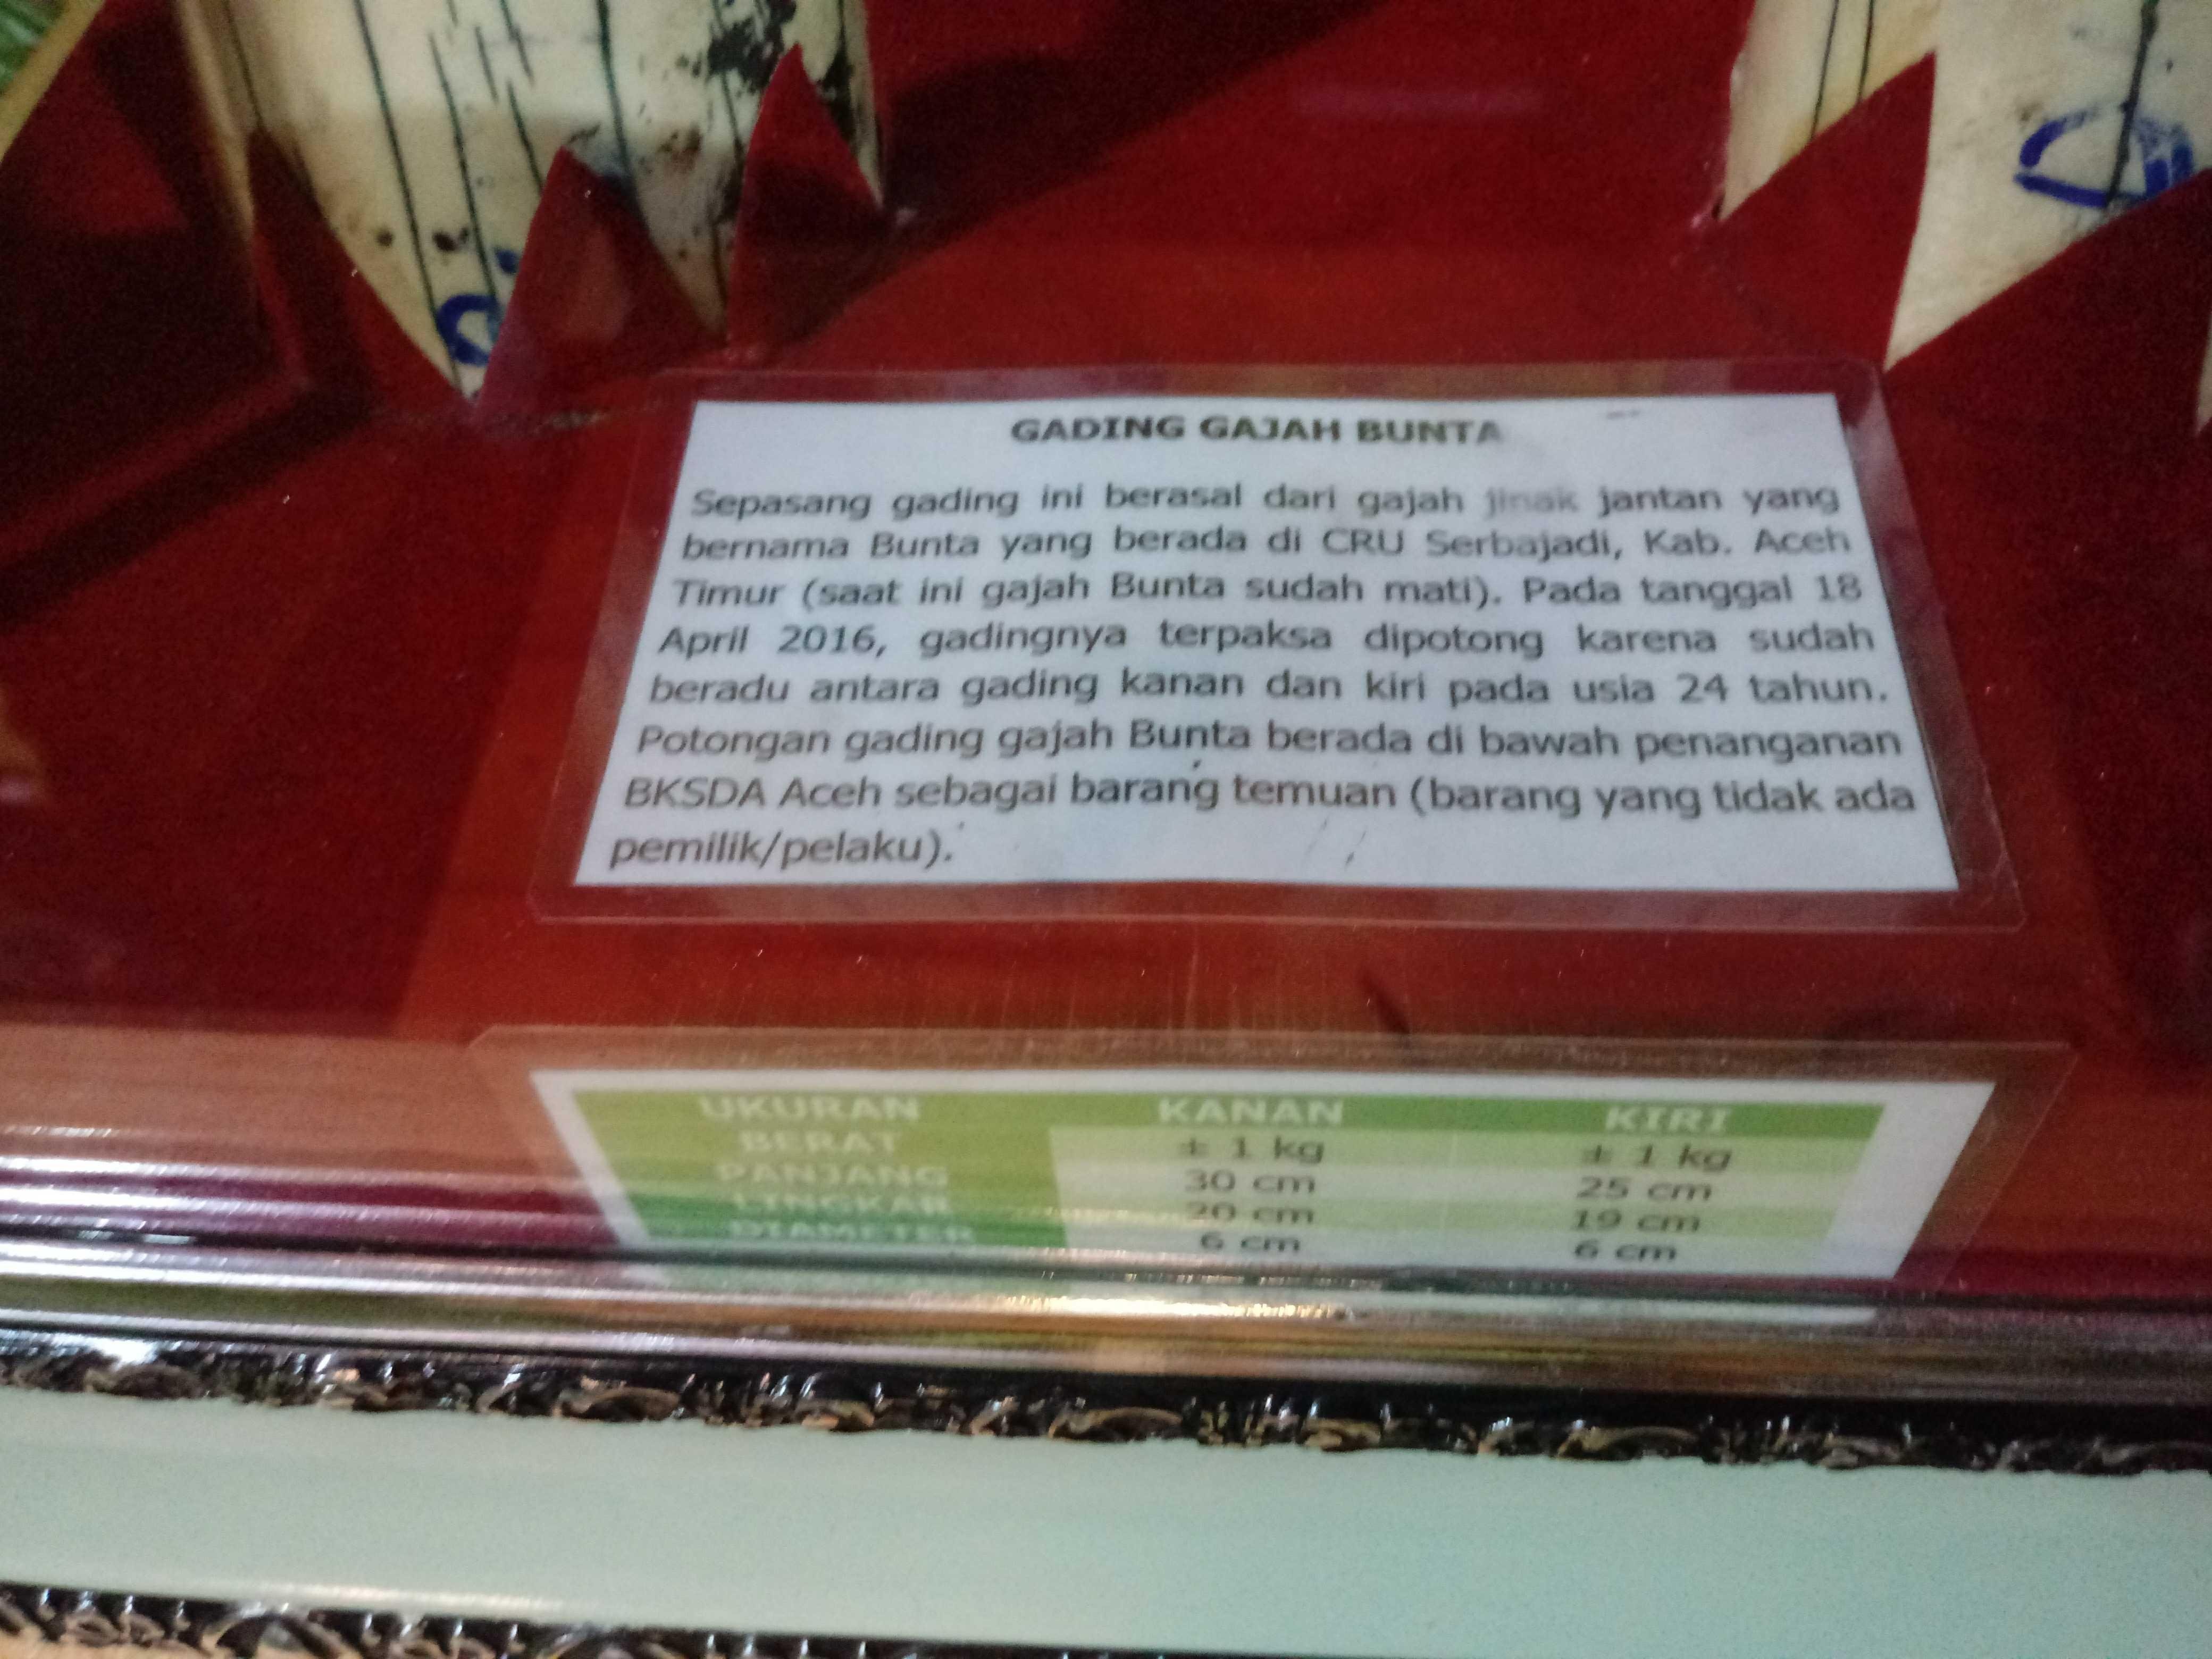 GADING GAJAH BUNTA
Sepasang gading ini berasal dari gajah jinak jantan yang
bernama Bunta yang berada di CRU Serbajadi, Kab. Aceh
Timur (saat ini gajah Bunta sudah mati). Pada tanggal 18
April 2016, gadingnya terpaksa dipotong karena sudah
beradu antara gading kanan dan kiri pada usia 24 tahun.
Potongan gading gajah Bunta berada di bawah penanganan
BKSDA Aceh sebagai barang temuan (barang yang tidak ada
pemilik/pelaku).
UKURAN KANAN KIRI
BERAT ± 1 kg ± 1 kg
PANJANG 30 cm 25 cm
LINGKAR 20 cm 19 cm
DIAMETER 6 cm 6 cm